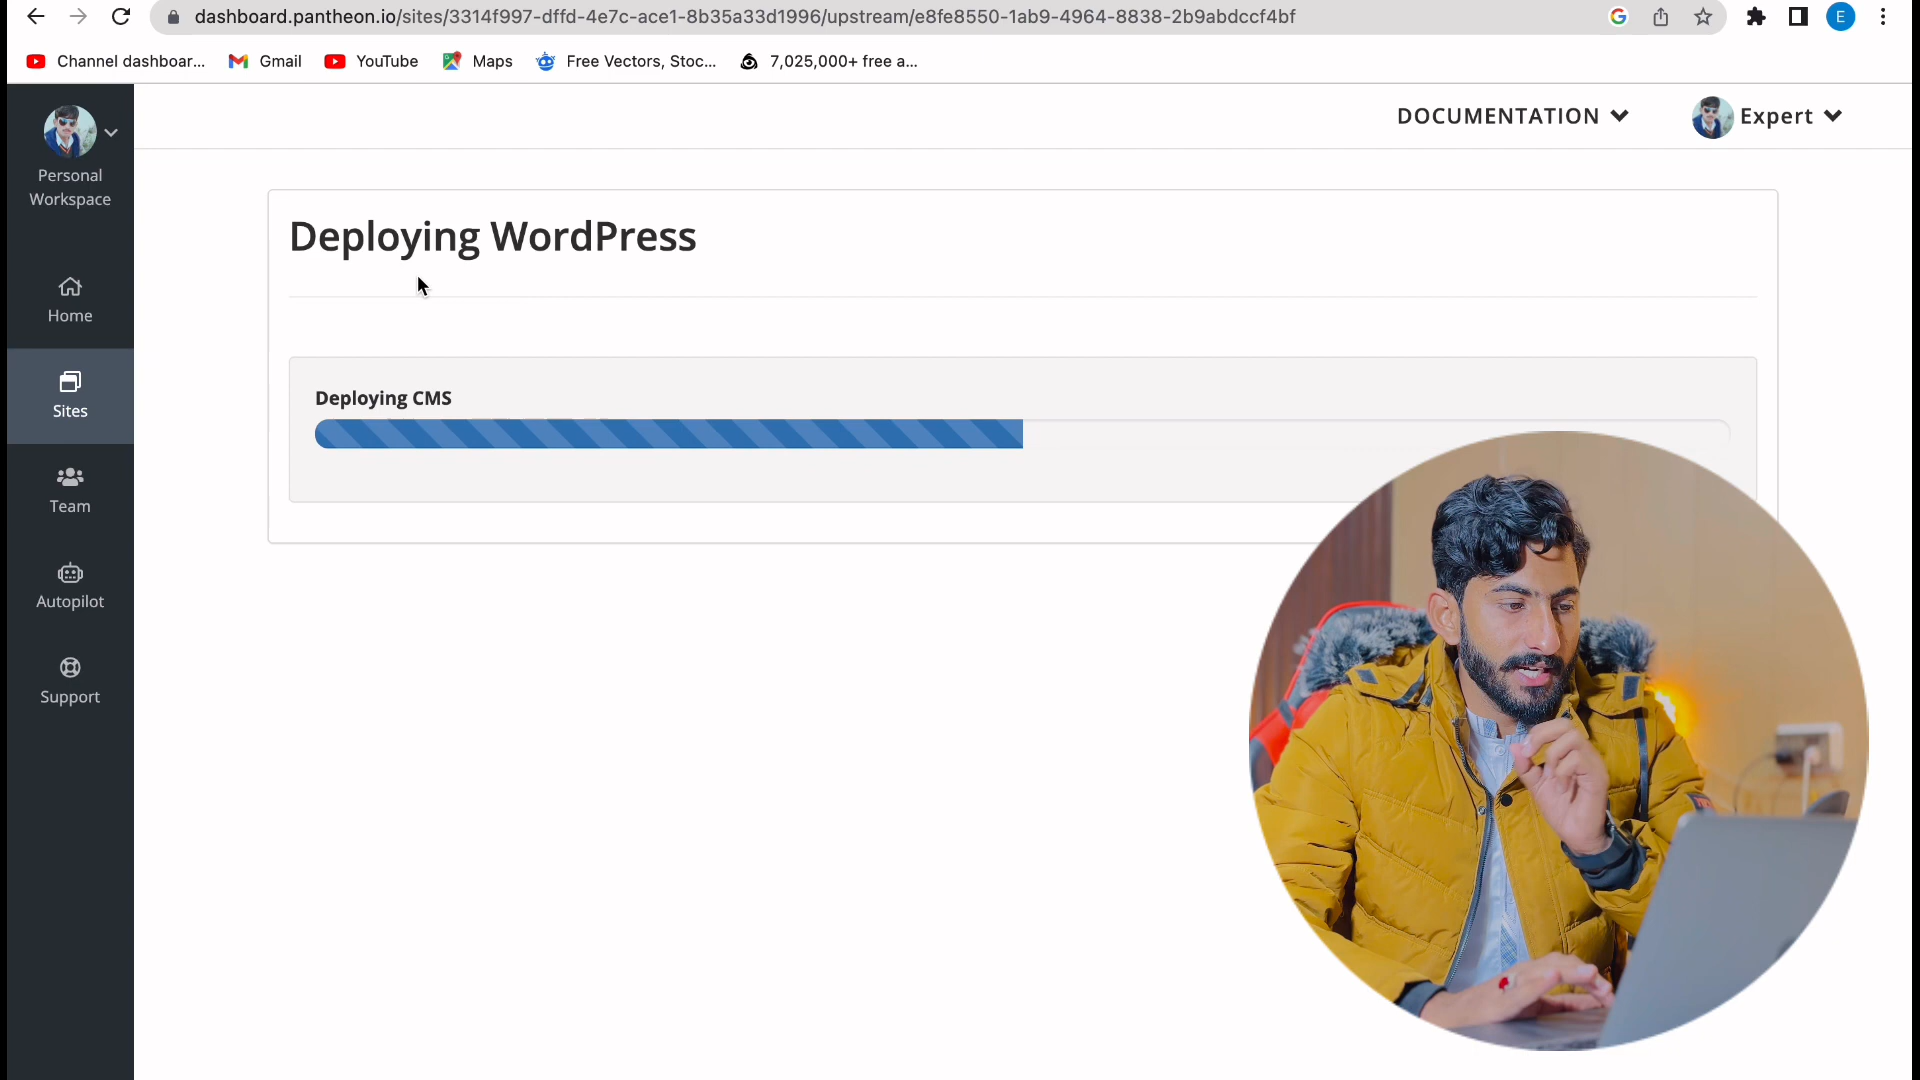 dashboard.pantheon.io/sites/3314f997-dffd-4e7c-ace1-8b35a33d1996/upstream/e8fe8550-1ab9-4964-8838-2b9abdccf4bf
E
Channel dashboar...
Gmail
YouTube
Maps
Free Vectors, Stoc...
7,025,000+ free a...
DOCUMENTATION
Expert
Personal
Workspace
Home
Sites
Team
Autopilot
Support
Deploying WordPress
Deploying CMS